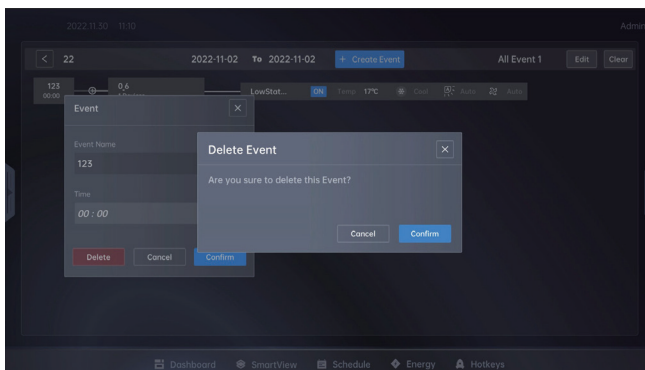 2022.11.30 11:10 Admin
22 2022-11-02 To 2022-11-02 + Create Event All Event 1 Edit Clear
123 0,6 LowStat... ON Temp 17°C Cool Auto Auto
00:00
Event
Event Name
123
Time
00 : 00
Delete Cancel Confirm
Delete Event
Are you sure to delete this Event?
Cancel Confirm
Dashboard SmartView Schedule Energy Hotkeys